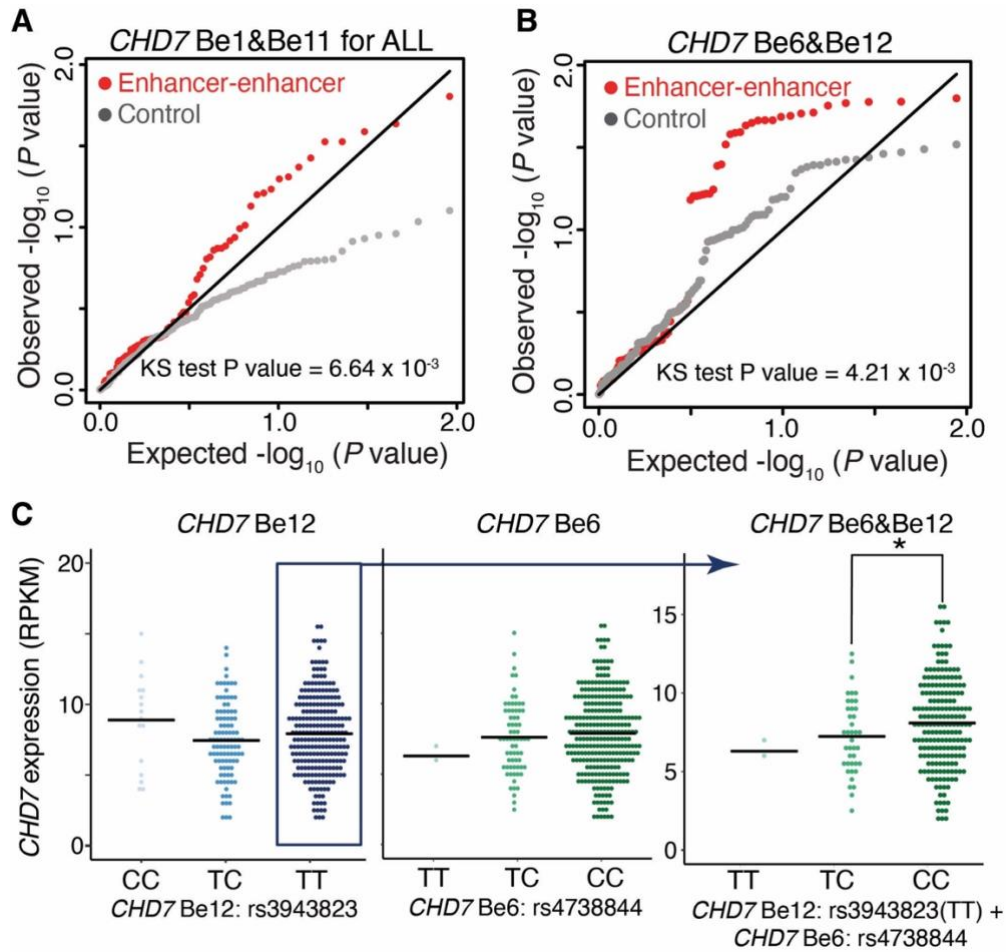 A
CHD7 Be1&Be11 for ALL
Enhancer-enhancer
Control
2.0
1.0
0.0
Observed -log10 (P value)
KS test P value = 6.64 x 10-3
0.0 1.0 2.0
Expected -log10 (P value)
B
CHD7 Be6&Be12
Enhancer-enhancer
Control
2.0
1.0
0.0
Observed -log10 (P value)
KS test P value = 4.21 x 10-3
0.0 1.0 2.0
Expected -log10 (P value)
C
CHD7 Be12
CHD7 expression (RPKM)
20
10
0
CC TC TT
CHD7 Be12: rs3943823
CHD7 Be6
TT TC CC
CHD7 Be6: rs4738844
CHD7 Be6&Be12
*
15
10
5
0
TT TC CC
CHD7 Be12: rs3943823(TT) +
CHD7 Be6: rs4738844